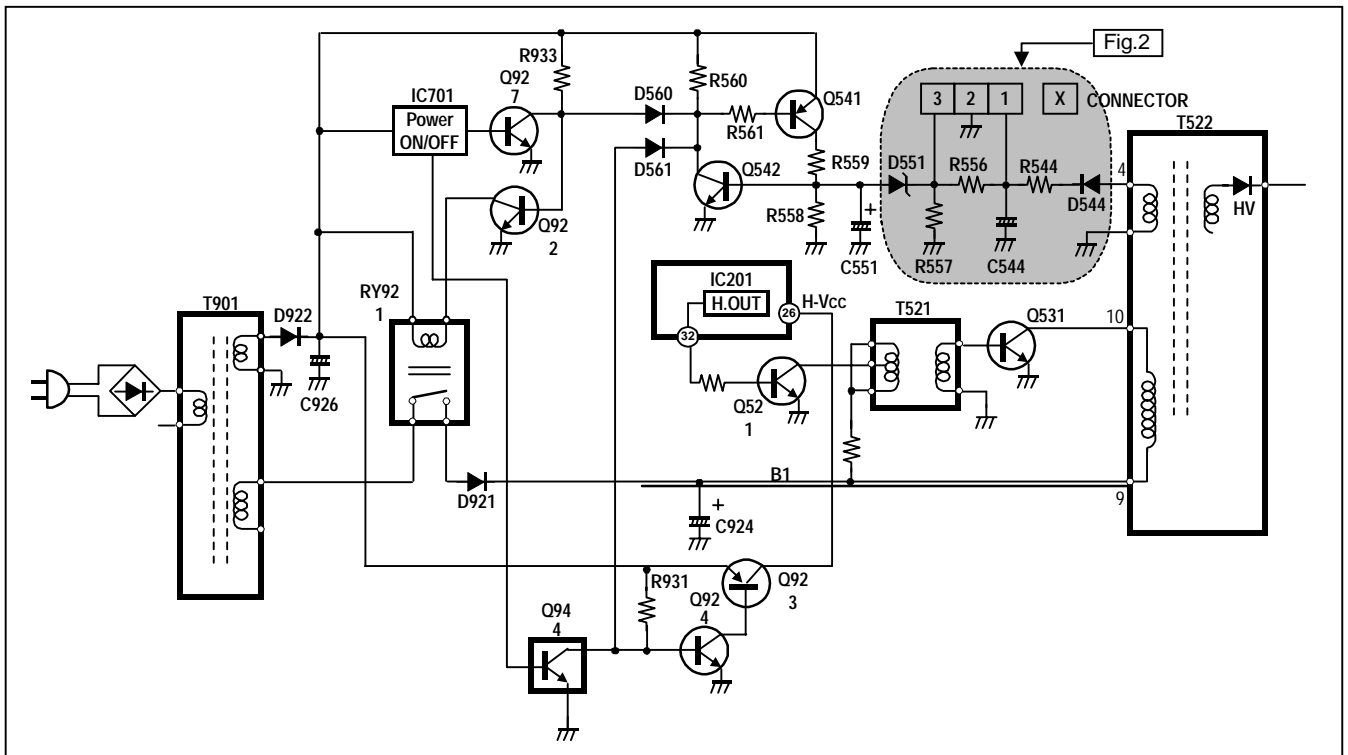 Fig.2
R933
Q92
7
IC701
Power
ON/OFF
D560
R560
R561
Q541
3
2
1
X
CONNECTOR
T522
D561
Q542
R559
D551
R556
R544
4
D544
HV
Q92
2
R558
+
C551
R557
C544
IC201
H.OUT
H-Vcc
26
32
RY92
1
T901
D922
C926
T521
Q531
10
Q52
1
D921
B1
9
+
C924
R931
Q92
3
Q94
4
Q92
4